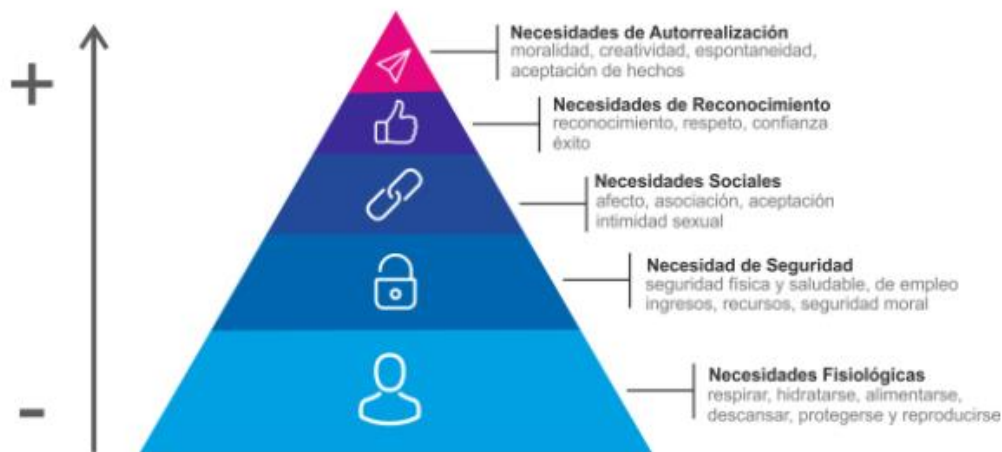 +
Necesidades de Autorrealización
moralidad, creatividad, espontaneidad,
aceptación de hechos
Necesidades de Reconocimiento
reconocimiento, respeto, confianza
éxito
Necesidades Sociales
afecto, asociación, aceptación
intimidad sexual
Necesidad de Seguridad
seguridad física y saludable, de empleo
ingresos, recursos, seguridad moral
Necesidades Fisiológicas
respirar, hidratarse, alimentarse,
descansar, protegerse y reproducirse
-